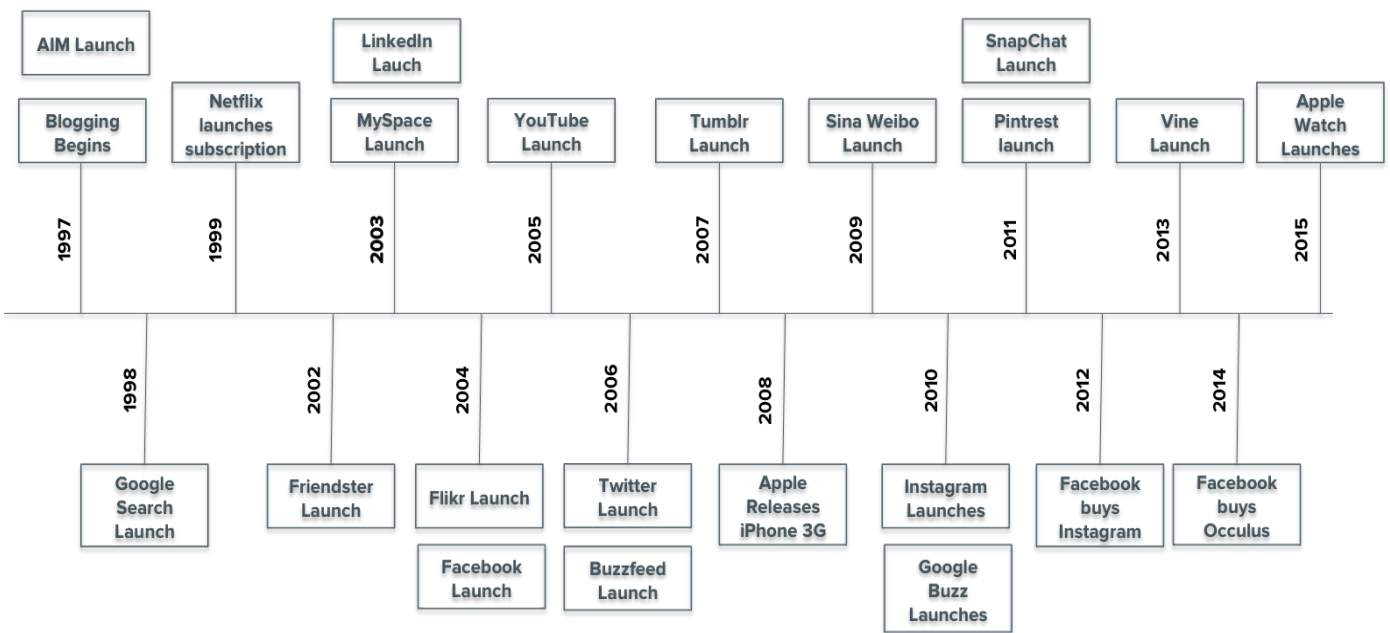 AIM Launch
LinkedIn
Lauch
SnapChat
Launch
Blogging
Begins
Netflix
launches
subscription
MySpace
Launch
YouTube
Launch
Tumblr
Launch
Sina Weibo
Launch
Pintrest
launch
Vine
Launch
Apple
Watch
Launches
1997
1999
2003
2005
2007
2009
2011
2013
2015
1998
2002
2004
2006
2008
2010
2012
2014
Google
Search
Launch
Friendster
Launch
Flikr Launch
Twitter
Launch
Apple
Releases
iPhone 3G
Instagram
Launches
Facebook
buys
Instagram
Facebook
buys
Occulus
Facebook
Launch
Buzzfeed
Launch
Google
Buzz
Launches